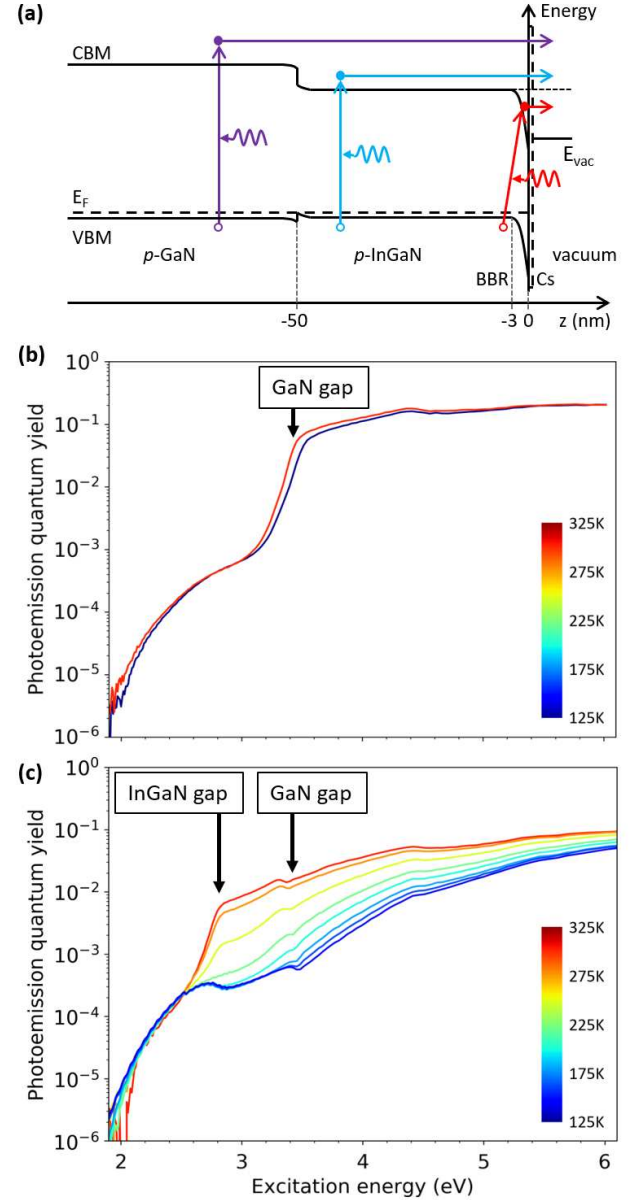 (a)
Energy
CBM
E_F
E_vac
VBM
p-GaN
p-InGaN
BBR
Cs
vacuum
-50
-3 0
z (nm)
(b)
10^0
GaN gap
10^-1
10^-2
10^-3
10^-4
10^-5
10^-6
Photoemission quantum yield
325K
275K
225K
175K
125K
(c)
10^0
InGaN gap
GaN gap
10^-1
10^-2
10^-3
10^-4
10^-5
10^-6
Photoemission quantum yield
325K
275K
225K
175K
125K
2 3 4 5 6
Excitation energy (eV)